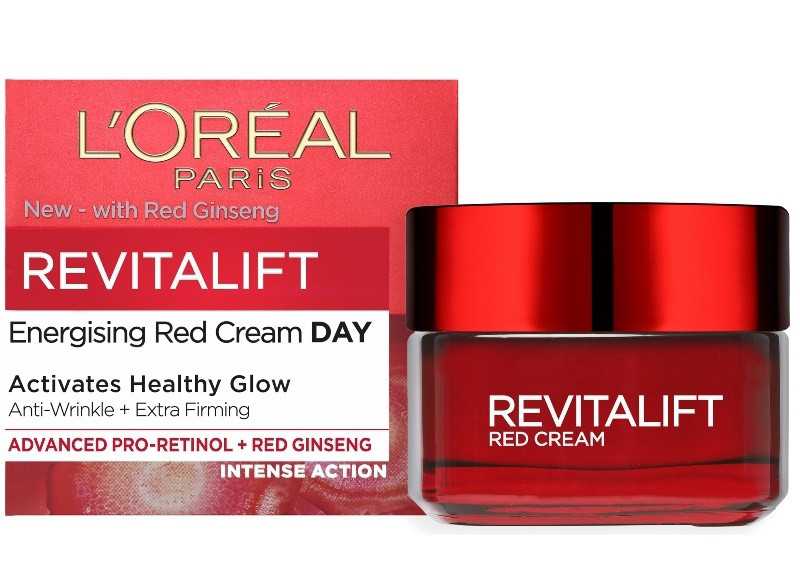 L'ORÉAL
PARiS
New - with Red Ginseng
REVITALIFT
Energising Red Cream DAY
Activates Healthy Glow
Anti-Wrinkle + Extra Firming
ADVANCED PRO-RETINOL + RED GINSENG
INTENSE ACTION
REVITALIFT
RED CREAM